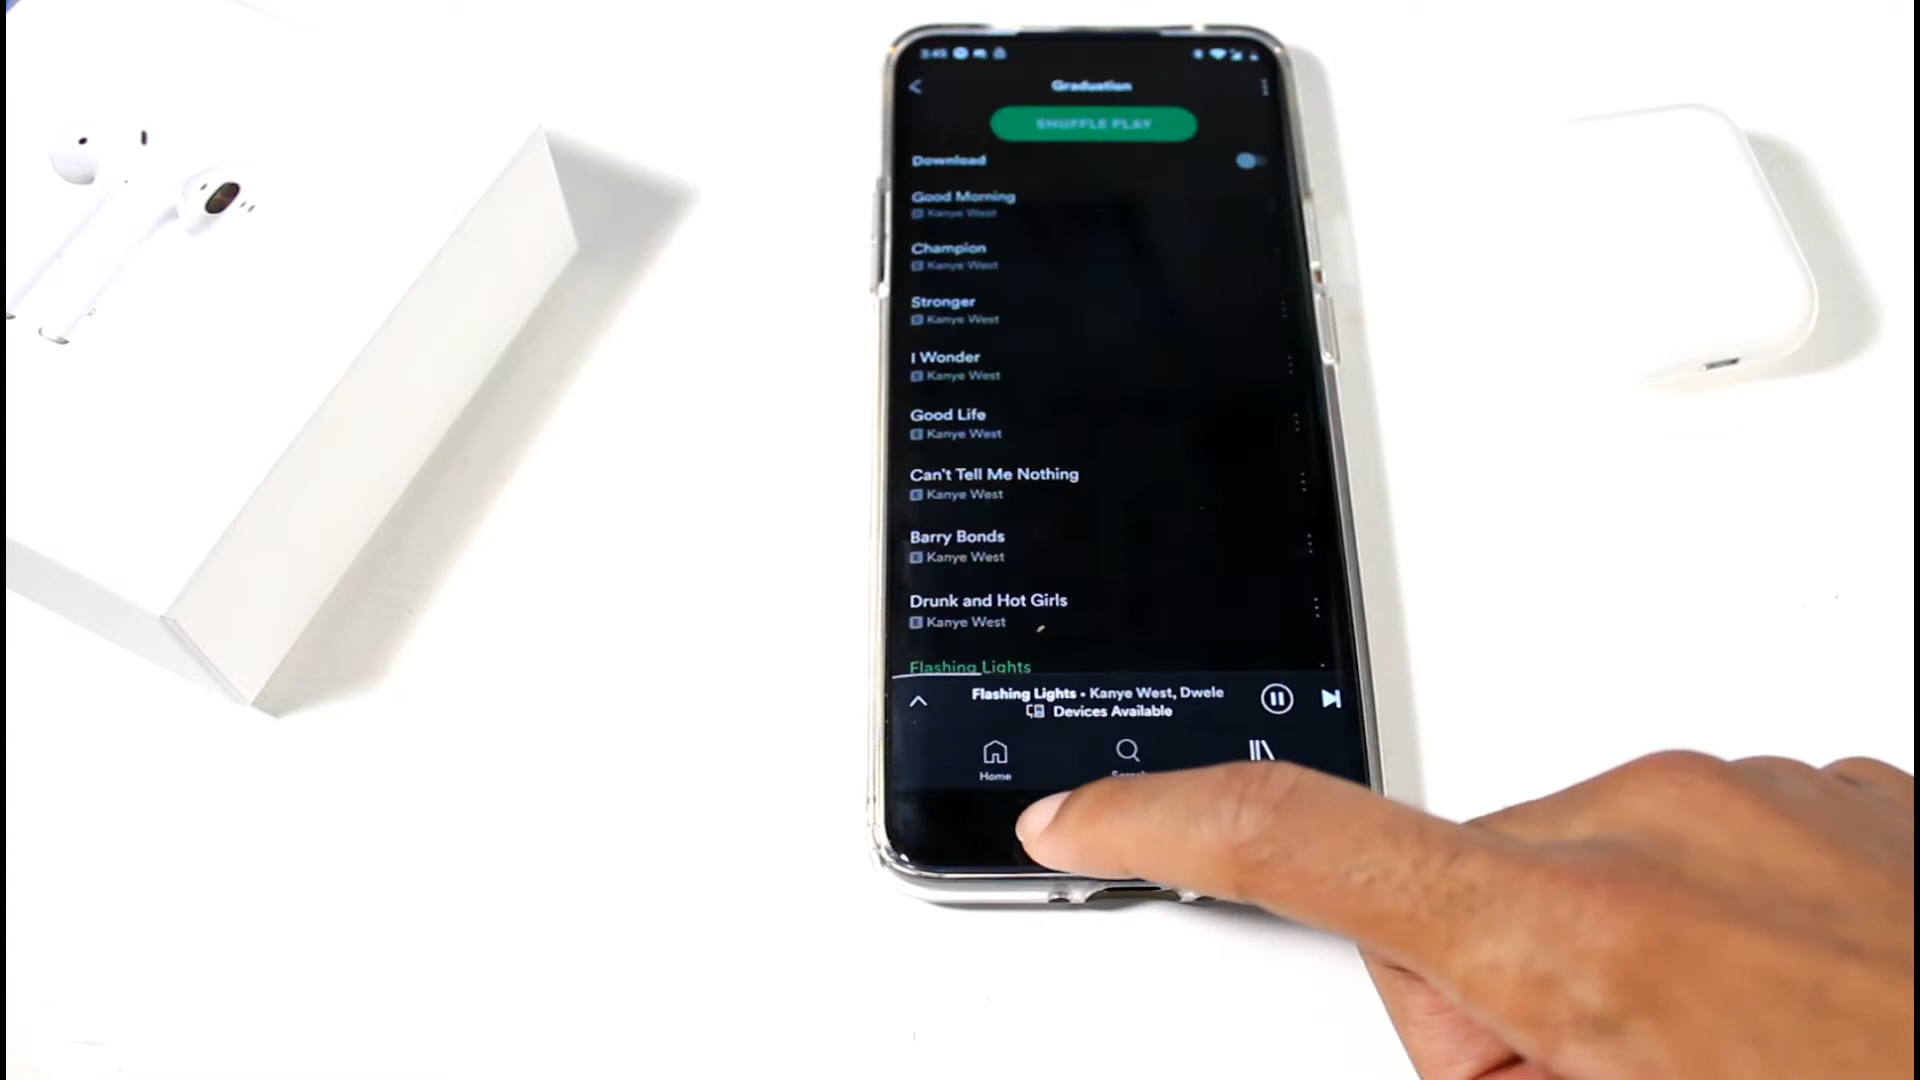 3:45
Graduation
SHUFFLE PLAY
Download
Good Morning
E Kanye West
Champion
E Kanye West
Stronger
E Kanye West
I Wonder
E Kanye West
Good Life
E Kanye West
Can't Tell Me Nothing
E Kanye West
Barry Bonds
E Kanye West
Drunk and Hot Girls
E Kanye West
Flashing Lights
Flashing Lights • Kanye West, Dwele
Devices Available
Home